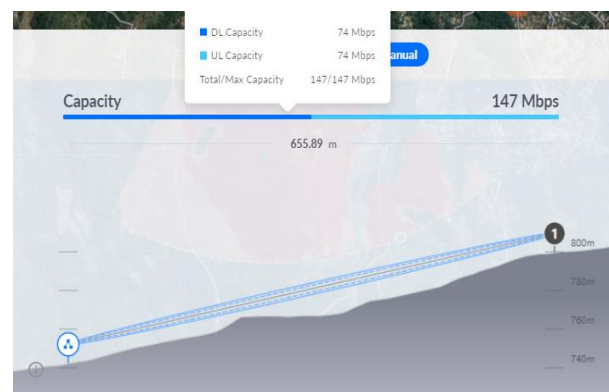 DL Capacity 74 Mbps
UL Capacity 74 Mbps
Total/Max Capacity 147/147 Mbps
anual
Capacity 147 Mbps
655.89 m
1
800m
780m
760m
740m